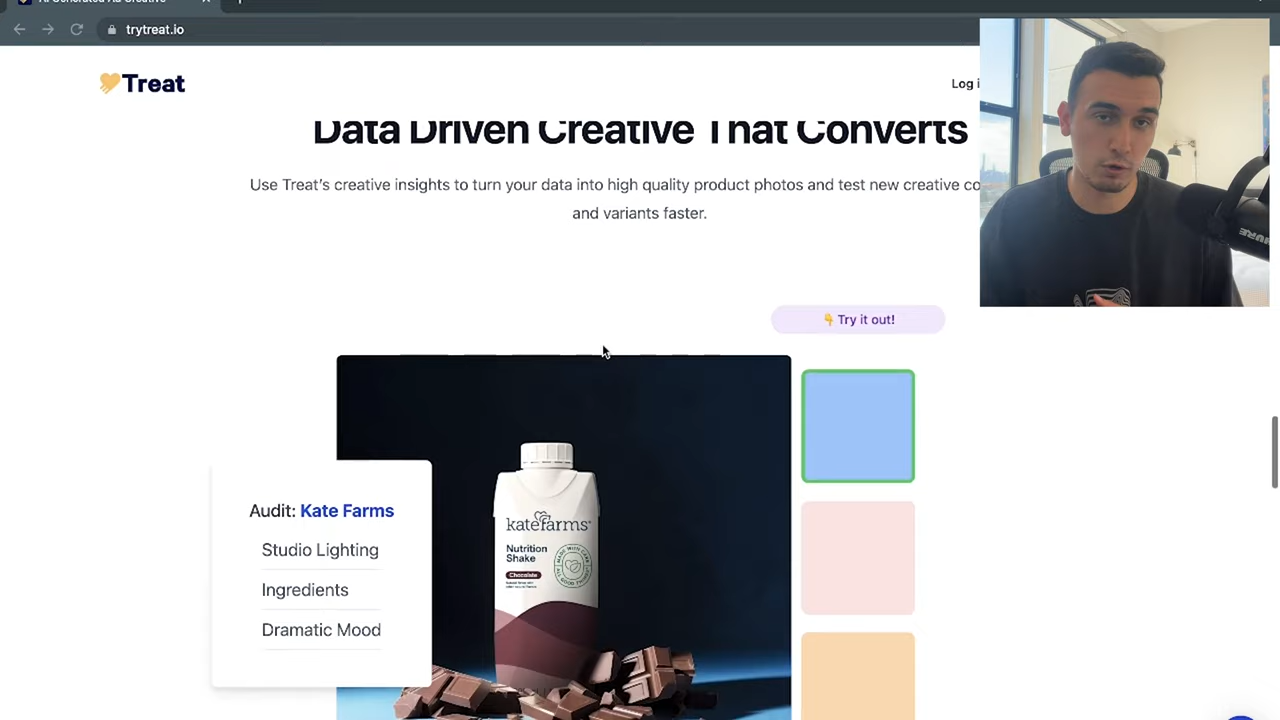 trytreat.io
Treat
Log i
Data Driven Creative That Converts
Use Treat's creative insights to turn your data into high quality product photos and test new creative co
and variants faster.
👇 Try it out!
Audit: Kate Farms
Studio Lighting
Ingredients
Dramatic Mood
katefarms
Nutrition
Shake
Chocolate
SHURE